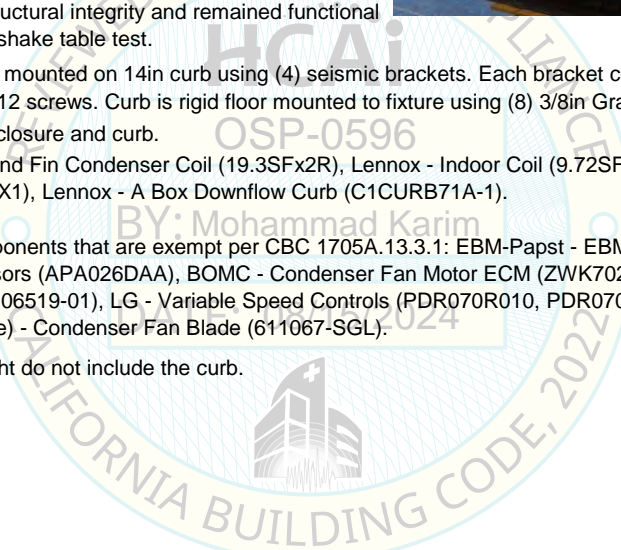 uctural integrity and remained functional
shake table test.
mounted on 14in curb using (4) seismic brackets. Each bracket c
12 screws. Curb is rigid floor mounted to fixture using (8) 3/8in Gra
closure and curb.
nd Fin Condenser Coil (19.3SFx2R), Lennox - Indoor Coil (9.72SF
X1), Lennox - A Box Downflow Curb (C1CURB71A-1).
ponents that are exempt per CBC 1705A.13.3.1: EBM-Papst - EBM
sors (APA026DAA), BOMC - Condenser Fan Motor ECM (ZWK702
06519-01), LG - Variable Speed Controls (PDR070R010, PDR070
e) - Condenser Fan Blade (611067-SGL).
ht do not include the curb.
HCAi
OSP-0596
BY: Mohammad Karim
DATE: 08/15/2024
CALIFORNIA BUILDING CODE, 2022